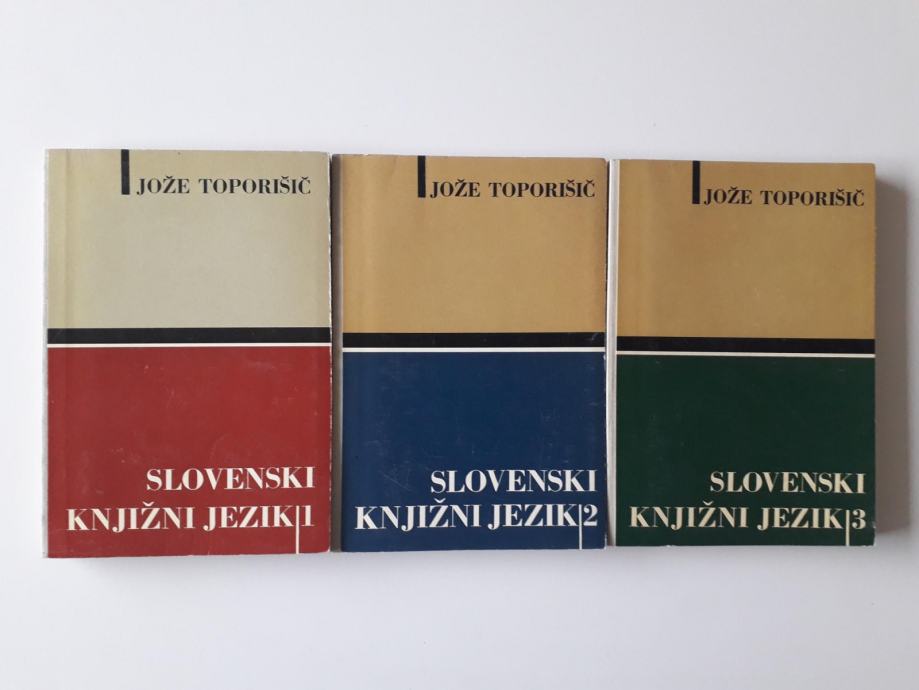 JOŽE TOPORIŠIČ
SLOVENSKI
KNJIŽNI JEZIK|1
JOŽE TOPORIŠIČ
SLOVENSKI
KNJIŽNI JEZIK|2
JOŽE TOPORIŠIČ
SLOVENSKI
KNJIŽNI JEZIK|3